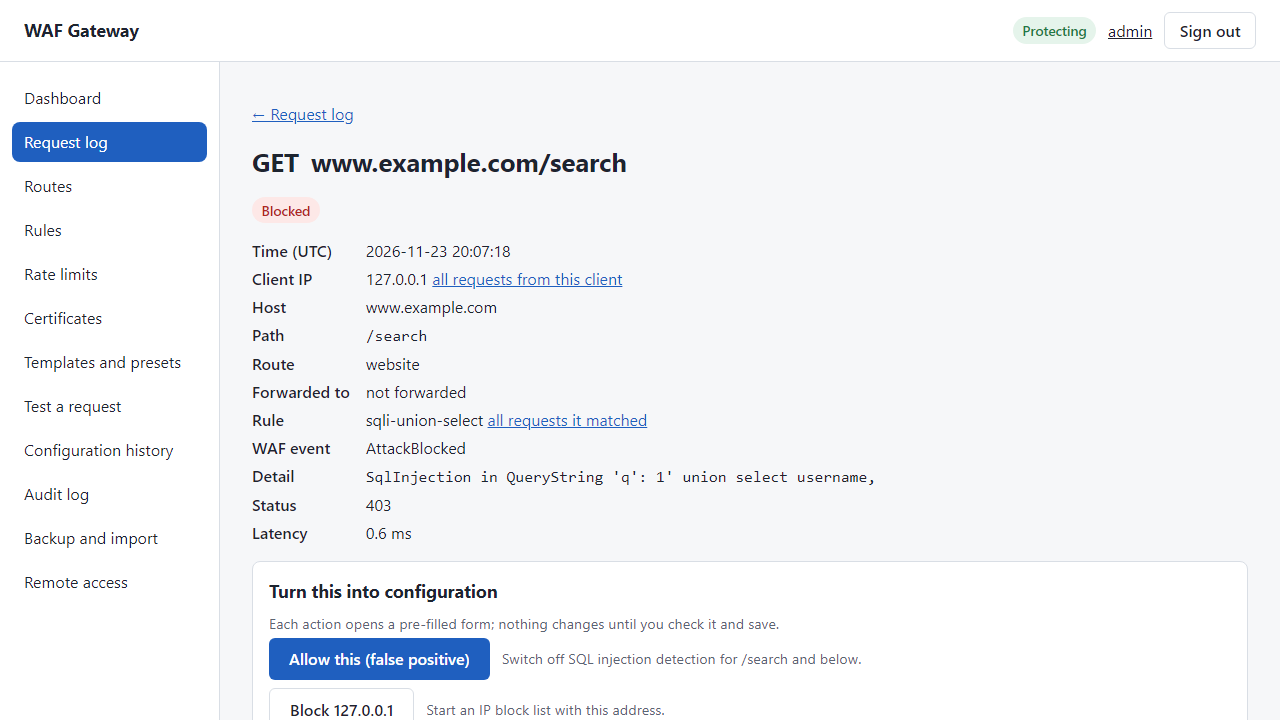 WAF Gateway
Protecting
admin
Sign out
Dashboard
Request log
Routes
Rules
Rate limits
Certificates
Templates and presets
Test a request
Configuration history
Audit log
Backup and import
Remote access
← Request log
GET www.example.com/search
Blocked
Time (UTC) 2026-11-23 20:07:18
Client IP 127.0.0.1 all requests from this client
Host www.example.com
Path /search
Route website
Forwarded to not forwarded
Rule sqli-union-select all requests it matched
WAF event AttackBlocked
Detail SqlInjection in QueryString 'q': 1' union select username,
Status 403
Latency 0.6 ms
Turn this into configuration
Each action opens a pre-filled form; nothing changes until you check it and save.
Allow this (false positive) Switch off SQL injection detection for /search and below.
Block 127.0.0.1 Start an IP block list with this address.